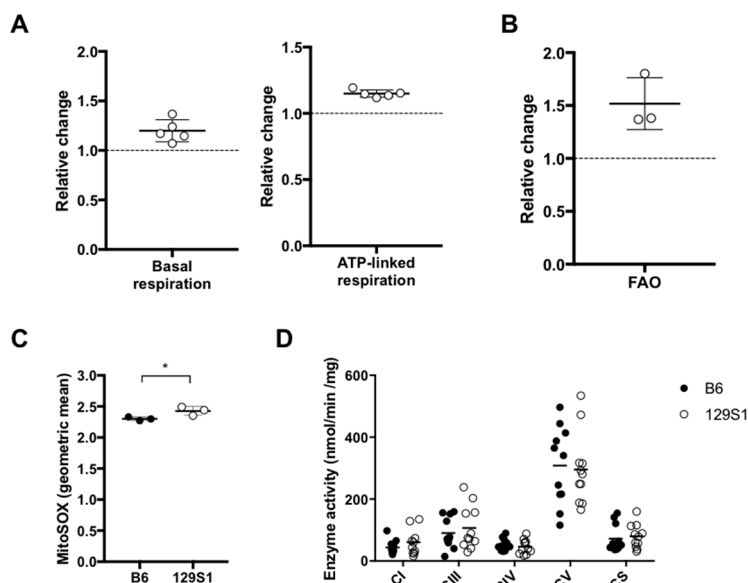 A
B
2.0
1.5
1.0
0.5
0.0
Relative change
Basal
respiration
1.5
1.0
0.5
0.0
Relative change
ATP-linked
respiration
2.0
1.5
1.0
0.5
0.0
Relative change
FAO
C
D
3.0
2.5
2.0
1.5
1.0
0.5
0.0
MitoSOX (geometric mean)
*
B6
129S1
600
400
200
0
Enzyme activity (nmol/min /mg)
CI
CS
B6
129S1